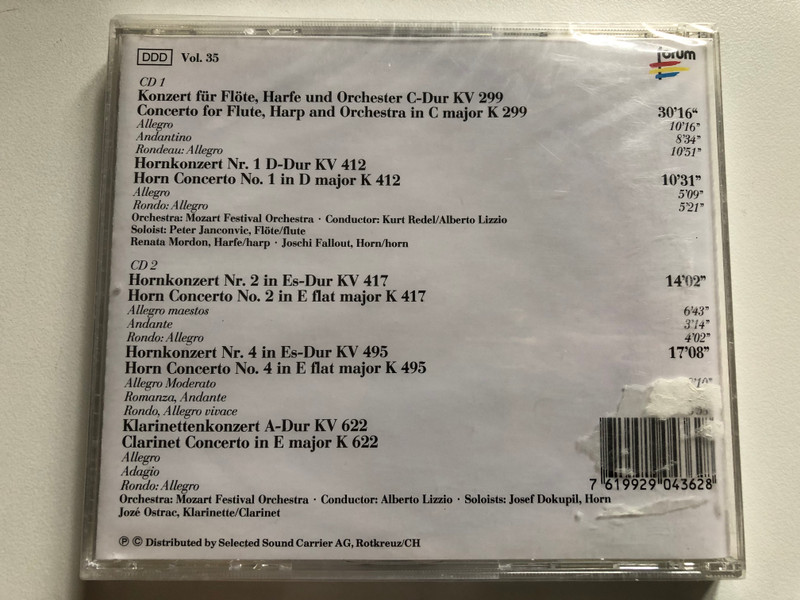 DDD Vol. 35
forum
CD 1
Konzert für Flöte, Harfe und Orchester C-Dur KV 299
Concerto for Flute, Harp and Orchestra in C major K 299 30'16"
Allegro 10'16"
Andantino 8'34"
Rondeau: Allegro 10'51"
Hornkonzert Nr. 1 D-Dur KV 412
Horn Concerto No. 1 in D major K 412 10'31"
Allegro 5'09"
Rondo: Allegro 5'21"
Orchestra: Mozart Festival Orchestra · Conductor: Kurt Redel/Alberto Lizzio
Soloist: Peter Janconvic, Flöte/flute
Renata Mordon, Harfe/harp · Joschi Fallout, Horn/horn
CD 2
Hornkonzert Nr. 2 in Es-Dur KV 417 14'02"
Horn Concerto No. 2 in E flat major K 417
Allegro maestos 6'43"
Andante 3'14"
Rondo: Allegro 4'02"
Hornkonzert Nr. 4 in Es-Dur KV 495 17'08"
Horn Concerto No. 4 in E flat major K 495
Allegro Moderato
Romanza, Andante
Rondo, Allegro vivace
Klarinettenkonzert A-Dur KV 622
Clarinet Concerto in E major K 622
Allegro
Adagio
Rondo: Allegro
7 619929 043628
Orchestra: Mozart Festival Orchestra · Conductor: Alberto Lizzio · Soloists: Josef Dokupil, Horn
Jozé Ostrac, Klarinette/Clarinet
℗ © Distributed by Selected Sound Carrier AG, Rotkreuz/CH